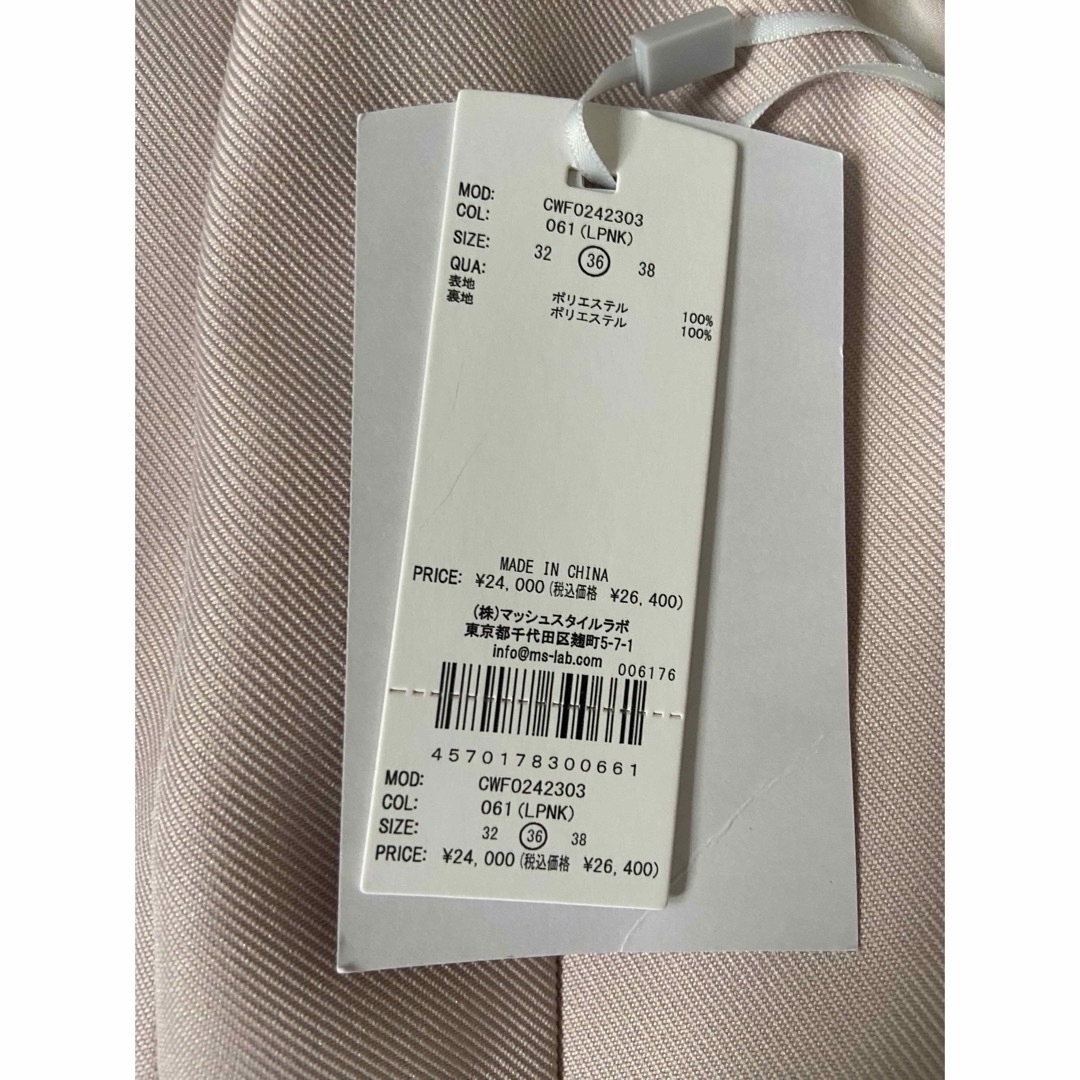 MOD: CWF0242303
COL: 061(LPNK)
SIZE: 32 36 38
QUA:
表地 ポリエステル 100%
裏地 ポリエステル 100%
MADE IN CHINA
PRICE: ¥24,000(税込価格 ¥26,400)
(株)マッシュスタイルラボ
東京都千代田区麹町5-7-1
info@ms-lab.com
006176
4570178300661
MOD: CWF0242303
COL: 061(LPNK)
SIZE: 32 36 38
PRICE: ¥24,000(税込価格 ¥26,400)